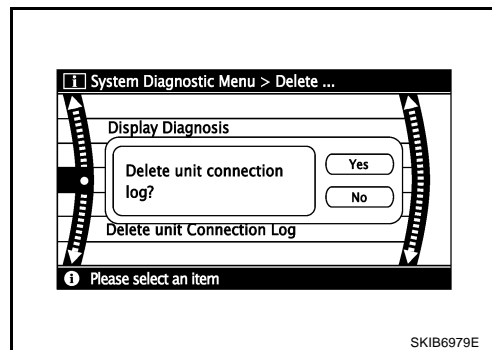 i System Diagnostic Menu > Delete ...
Display Diagnosis
Delete unit connection
log?
Yes
No
Delete unit Connection Log
i Please select an item
SKIB6979E